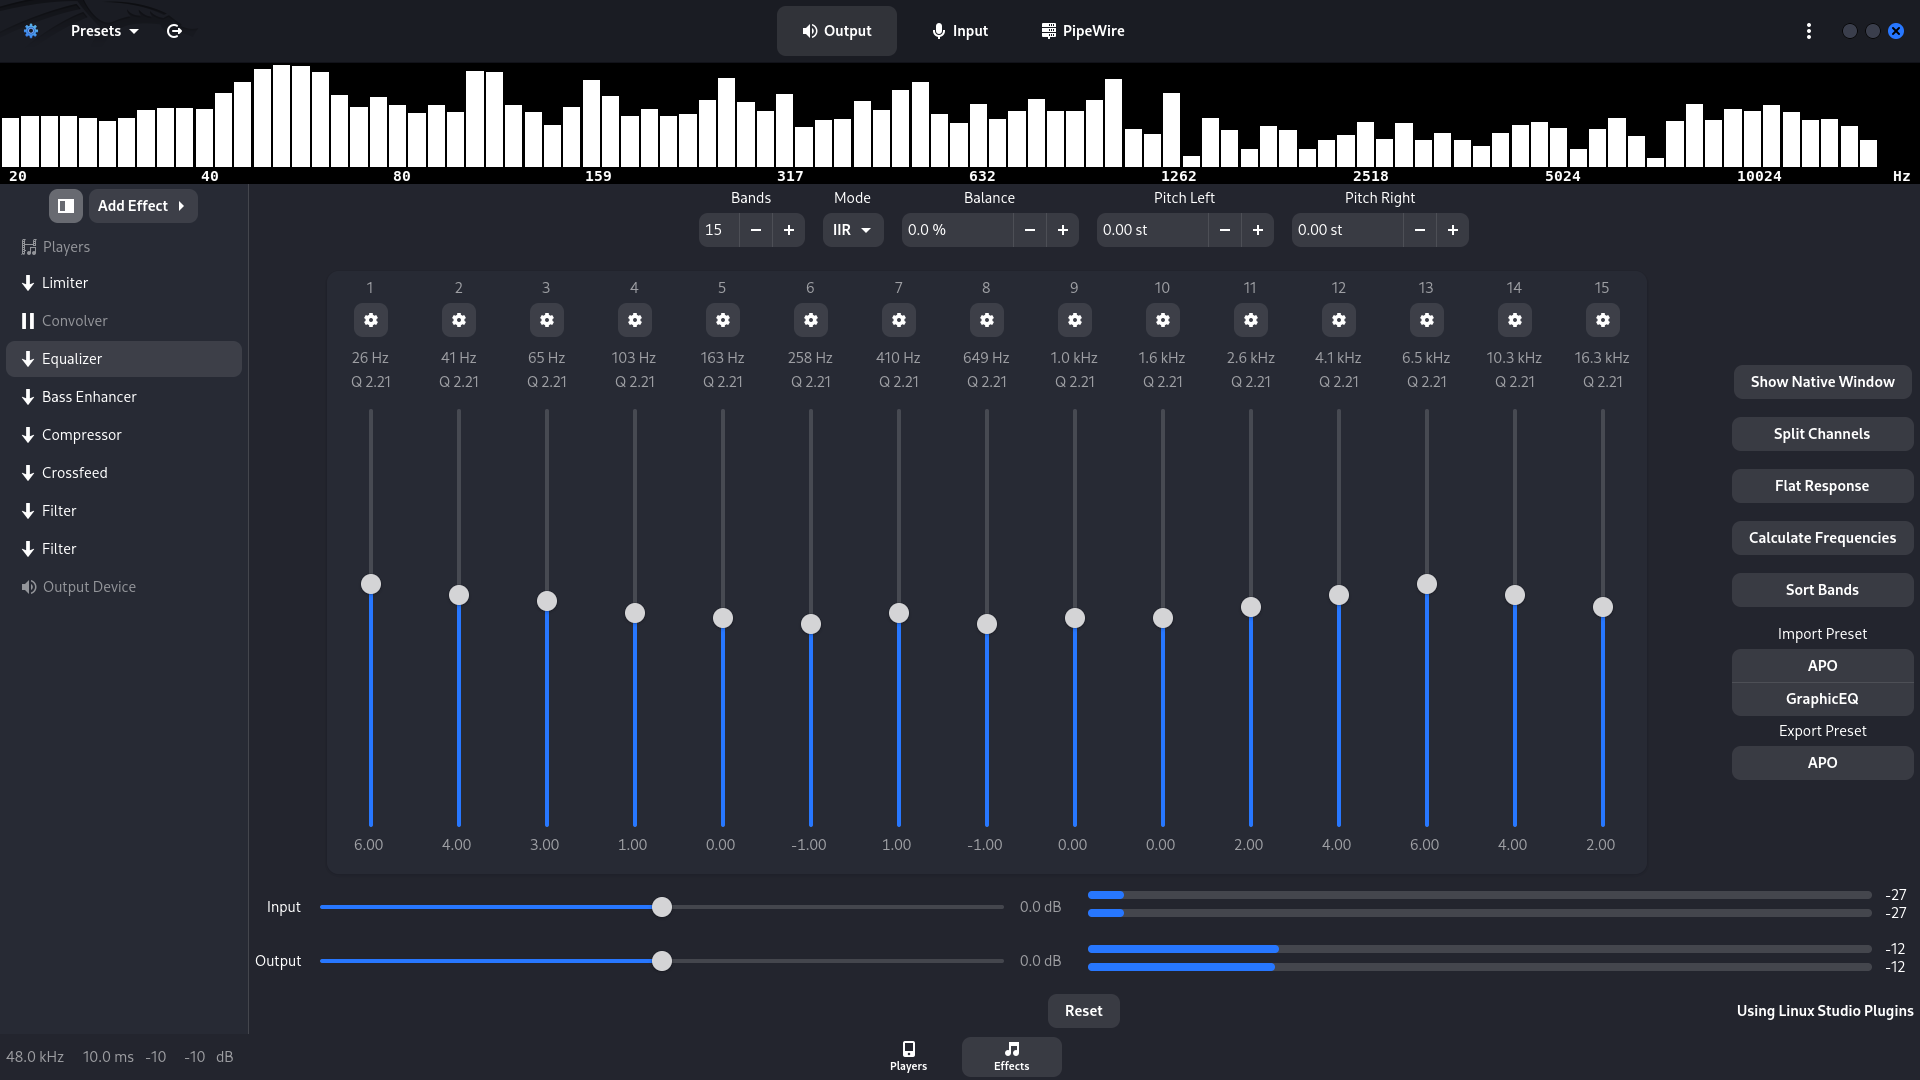 Presets
Output Input PipeWire
20 40 80 159 317 632 1262 2518 5024 10024 Hz
Add Effect
Players
Limiter
Convolver
Equalizer
Bass Enhancer
Compressor
Crossfeed
Filter
Filter
Output Device
Bands Mode Balance Pitch Left Pitch Right
15 − + IIR 0.0 % − + 0.00 st − + 0.00 st − +
1 2 3 4 5 6 7 8 9 10 11 12 13 14 15
26 Hz 41 Hz 65 Hz 103 Hz 163 Hz 258 Hz 410 Hz 649 Hz 1.0 kHz 1.6 kHz 2.6 kHz 4.1 kHz 6.5 kHz 10.3 kHz 16.3 kHz
Q 2.21 Q 2.21 Q 2.21 Q 2.21 Q 2.21 Q 2.21 Q 2.21 Q 2.21 Q 2.21 Q 2.21 Q 2.21 Q 2.21 Q 2.21 Q 2.21 Q 2.21
6.00 4.00 3.00 1.00 0.00 -1.00 1.00 -1.00 0.00 0.00 2.00 4.00 6.00 4.00 2.00
Show Native Window
Split Channels
Flat Response
Calculate Frequencies
Sort Bands
Import Preset
APO
GraphicEQ
Export Preset
APO
Input 0.0 dB -27
-27
Output 0.0 dB -12
-12
Reset
Using Linux Studio Plugins
48.0 kHz 10.0 ms -10 -10 dB
Players Effects